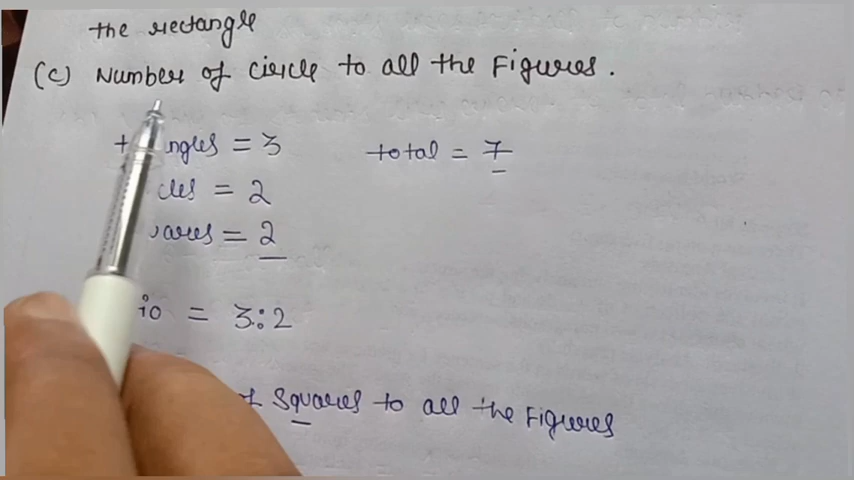 the rectangle
(c) Number of circle to all the Figures.
= 3 total = 7
= 2
= 2
= 3:2
of Squares to all the Figures